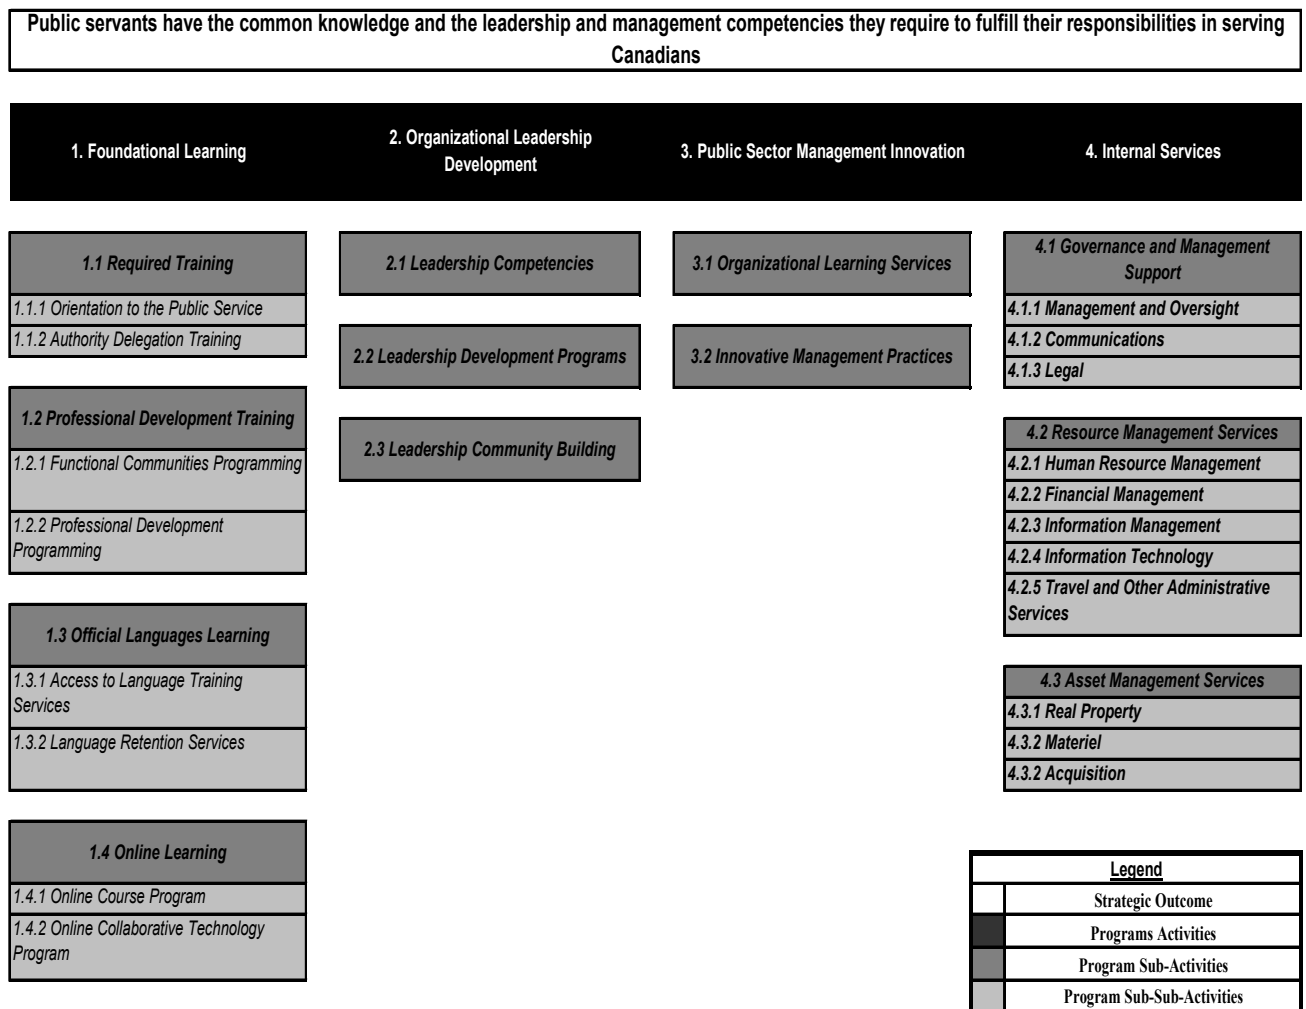 Public servants have the common knowledge and the leadership and management competencies they require to fulfill their responsibilities in serving
Canadians
1. Foundational Learning
2. Organizational Leadership
Development
3. Public Sector Management Innovation
4. Internal Services
1.1 Required Training
1.1.1 Orientation to the Public Service
1.1.2 Authority Delegation Training
1.2 Professional Development Training
1.2.1 Functional Communities Programming
1.2.2 Professional Development
Programming
1.3 Official Languages Learning
1.3.1 Access to Language Training
Services
1.3.2 Language Retention Services
1.4 Online Learning
1.4.1 Online Course Program
1.4.2 Online Collaborative Technology
Program
2.1 Leadership Competencies
2.2 Leadership Development Programs
2.3 Leadership Community Building
3.1 Organizational Learning Services
3.2 Innovative Management Practices
4.1 Governance and Management
Support
4.1.1 Management and Oversight
4.1.2 Communications
4.1.3 Legal
4.2 Resource Management Services
4.2.1 Human Resource Management
4.2.2 Financial Management
4.2.3 Information Management
4.2.4 Information Technology
4.2.5 Travel and Other Administrative
Services
4.3 Asset Management Services
4.3.1 Real Property
4.3.2 Materiel
4.3.2 Acquisition
Legend
Strategic Outcome
Programs Activities
Program Sub-Activities
Program Sub-Sub-Activities